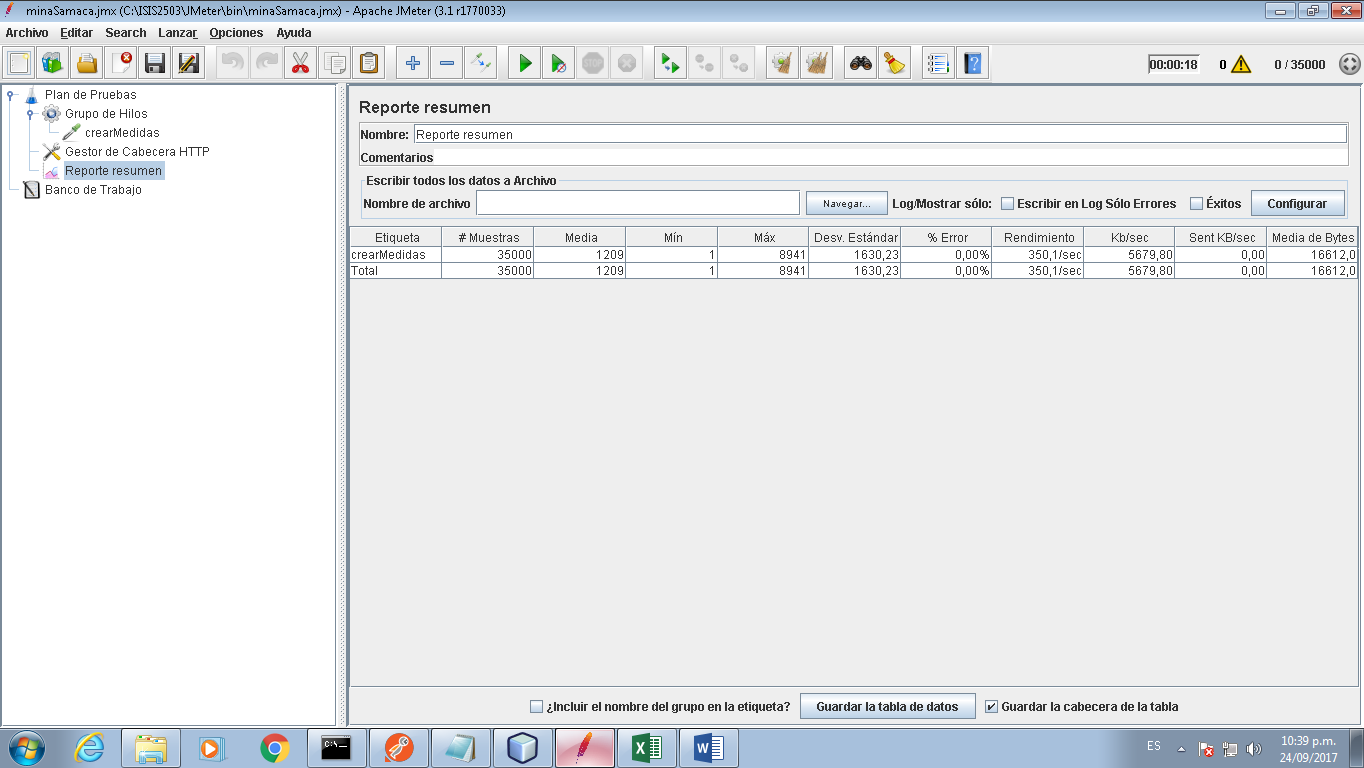 minaSamaca.jmx (C:\ISIS2503\JMeter\bin\minaSamaca.jmx) - Apache JMeter (3.1 r1770033)
Archivo Editar Search Lanzar Opciones Ayuda
00:00:18 0 0 / 35000
Plan de Pruebas
Grupo de Hilos
crearMedidas
Gestor de Cabecera HTTP
Reporte resumen
Banco de Trabajo
Reporte resumen
Nombre: Reporte resumen
Comentarios
Escribir todos los datos a Archivo
Nombre de archivo Navegar... Log/Mostrar sólo: Escribir en Log Sólo Errores Éxitos Configurar
Etiqueta # Muestras Media Mín Máx Desv. Estándar % Error Rendimiento Kb/sec Sent KB/sec Media de Bytes
crearMedidas 35000 1209 1 8941 1630,23 0,00% 350,1/sec 5679,80 0,00 16612,0
Total 35000 1209 1 8941 1630,23 0,00% 350,1/sec 5679,80 0,00 16612,0
¿Incluir el nombre del grupo en la etiqueta? Guardar la tabla de datos Guardar la cabecera de la tabla
ES 10:39 p.m.
24/09/2017